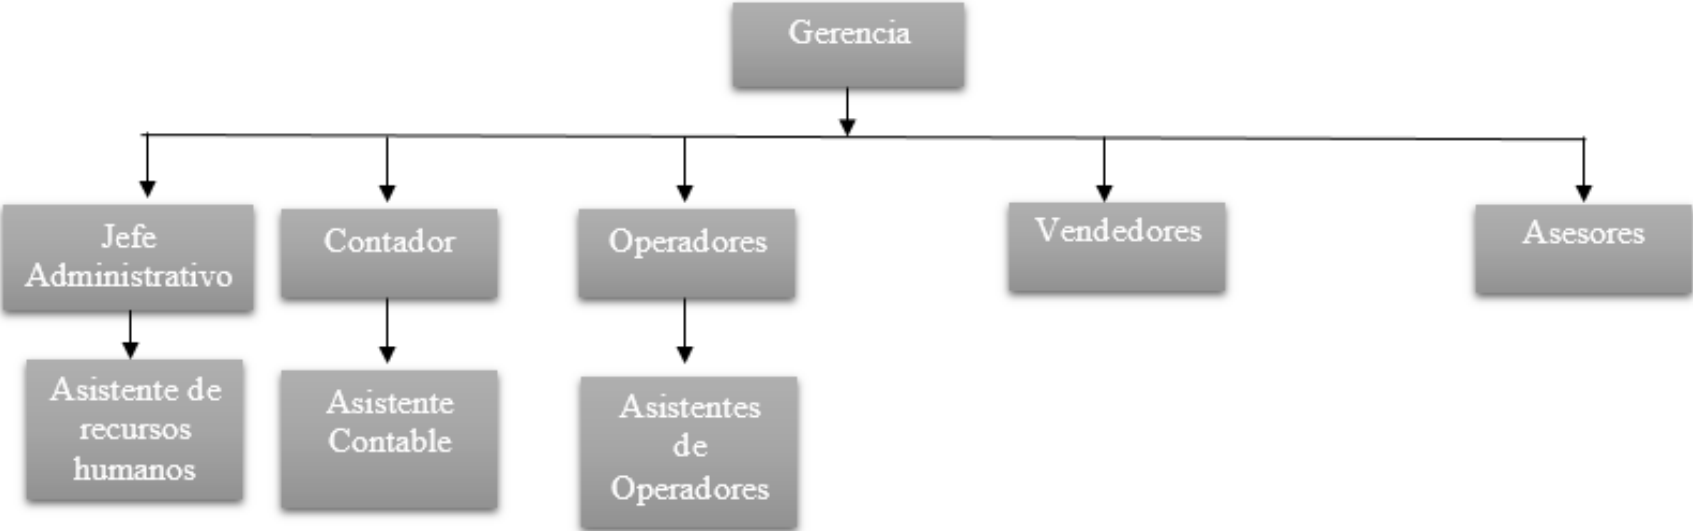 Gerencia
Jefe
Administrativo
Contador
Operadores
Vendedores
Asesores
Asistente de
recursos
humanos
Asistente
Contable
Asistentes
de
Operadores